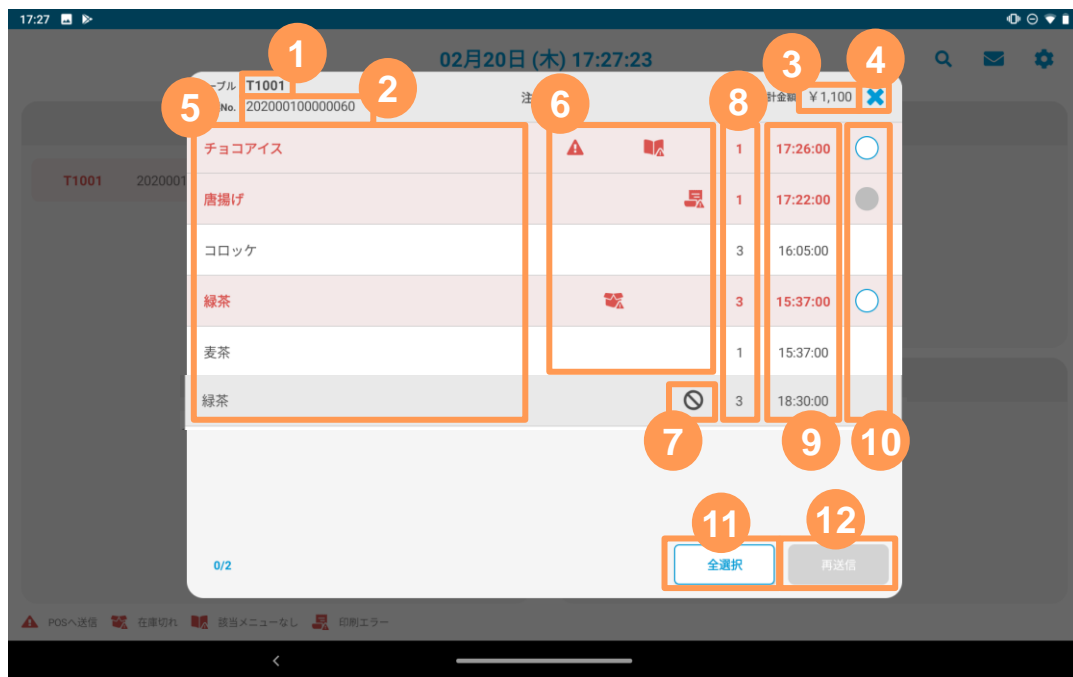 17:27
02月20日 (木) 17:27:23
1
2
3
4
ーブル T1001
計金額 ¥1,100
5
No. 202000100000060
注
6
8
チョコアイス 1 17:26:00
T1001 2020001
唐揚げ 1 17:22:00
コロッケ 3 16:05:00
緑茶 3 15:37:00
麦茶 1 15:37:00
緑茶 3 18:30:00
7
9
10
11
12
0/2
全選択
再送信
POSへ送信 在庫切れ 該当メニューなし 印刷エラー